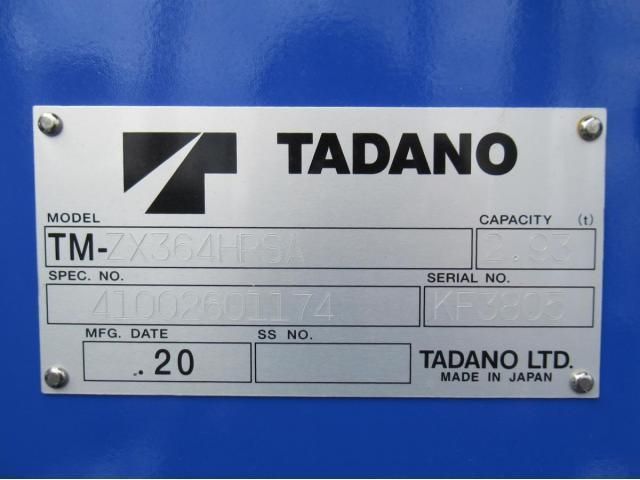 TADANO
MODEL CAPACITY (t)
TM-ZX364HRSA 2.93
SPEC. NO. SERIAL NO.
41002601174 KF3805
MFG. DATE SS NO.
.20 TADANO LTD.
MADE IN JAPAN